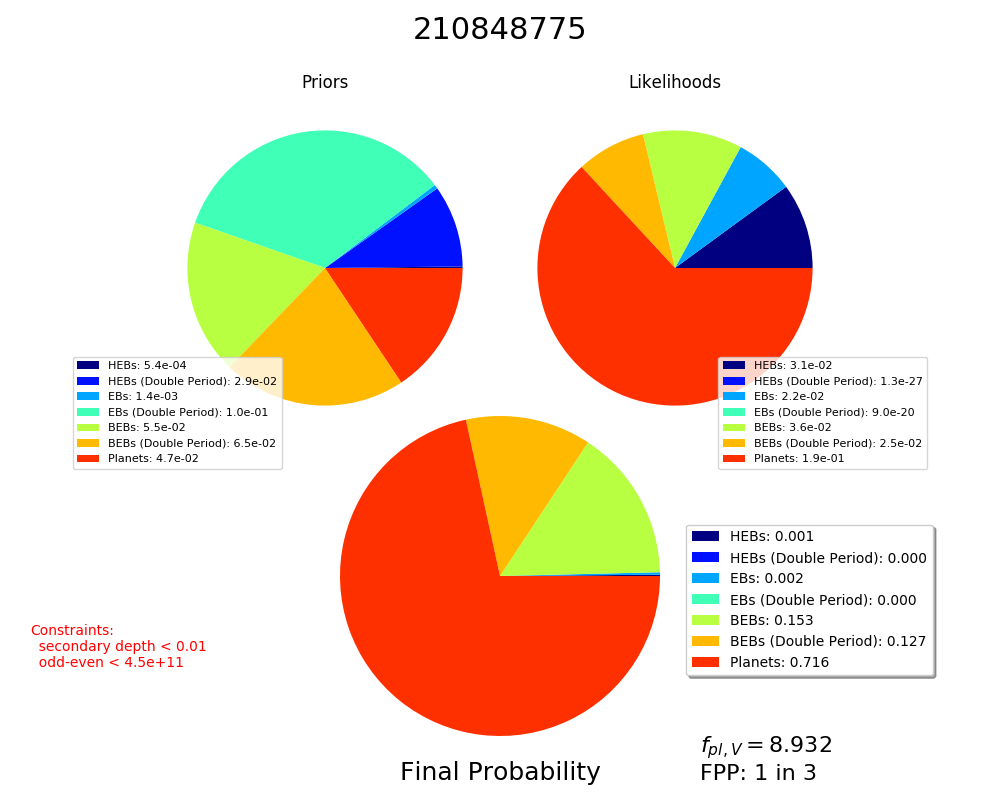 210848775
Priors
Likelihoods
HEBs: 5.4e-04
HEBs (Double Period): 2.9e-02
EBs: 1.4e-03
EBs (Double Period): 1.0e-01
BEBs: 5.5e-02
BEBs (Double Period): 6.5e-02
Planets: 4.7e-02
HEBs: 3.1e-02
HEBs (Double Period): 1.3e-27
EBs: 2.2e-02
EBs (Double Period): 9.0e-20
BEBs: 3.6e-02
BEBs (Double Period): 2.5e-02
Planets: 1.9e-01
HEBs: 0.001
HEBs (Double Period): 0.000
EBs: 0.002
EBs (Double Period): 0.000
BEBs: 0.153
BEBs (Double Period): 0.127
Planets: 0.716
Constraints:
secondary depth < 0.01
odd-even < 4.5e+11
Final Probability
f_{pl,V} = 8.932
FPP: 1 in 3